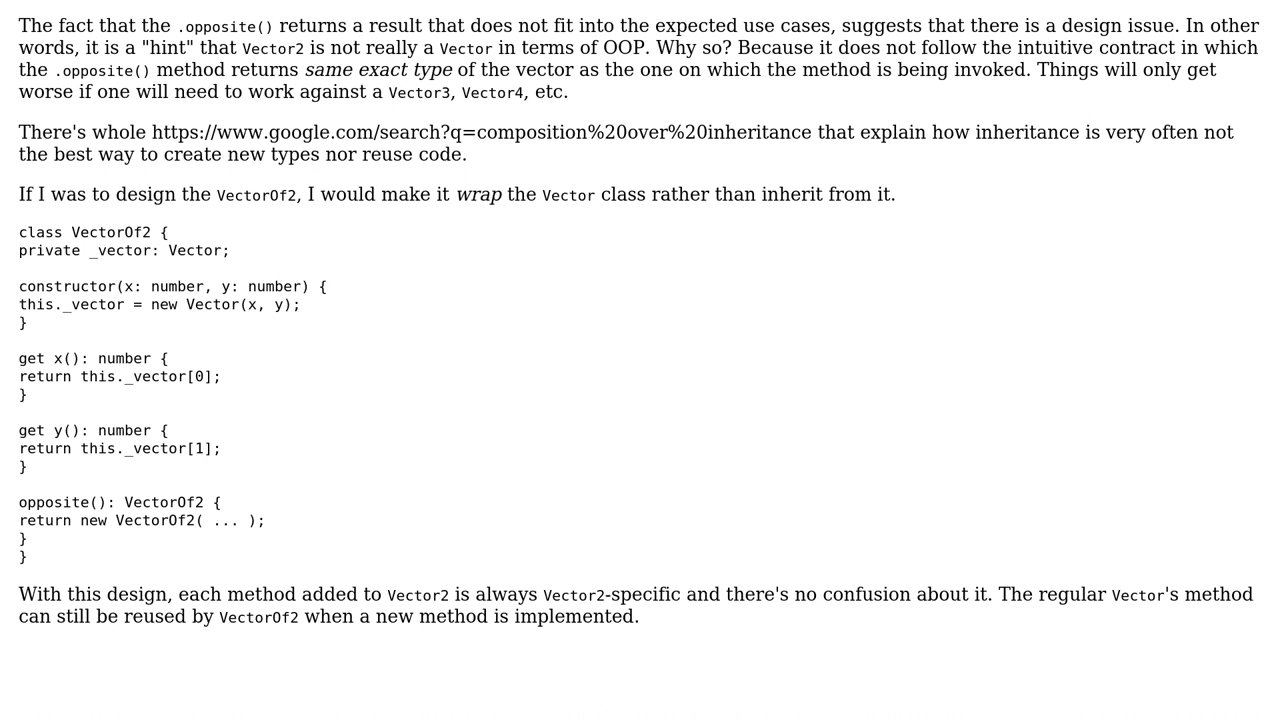 The fact that the .opposite() returns a result that does not fit into the expected use cases, suggests that there is a design issue. In other
words, it is a "hint" that Vector2 is not really a Vector in terms of OOP. Why so? Because it does not follow the intuitive contract in which
the .opposite() method returns same exact type of the vector as the one on which the method is being invoked. Things will only get
worse if one will need to work against a Vector3, Vector4, etc.
There's whole https://www.google.com/search?q=composition%20over%20inheritance that explain how inheritance is very often not
the best way to create new types nor reuse code.
If I was to design the VectorOf2, I would make it wrap the Vector class rather than inherit from it.
class VectorOf2 {
private _vector: Vector;
constructor(x: number, y: number) {
this._vector = new Vector(x, y);
}
get x(): number {
return this._vector[0];
}
get y(): number {
return this._vector[1];
}
opposite(): VectorOf2 {
return new VectorOf2( ... );
}
}
With this design, each method added to Vector2 is always Vector2-specific and there's no confusion about it. The regular Vector's method
can still be reused by VectorOf2 when a new method is implemented.